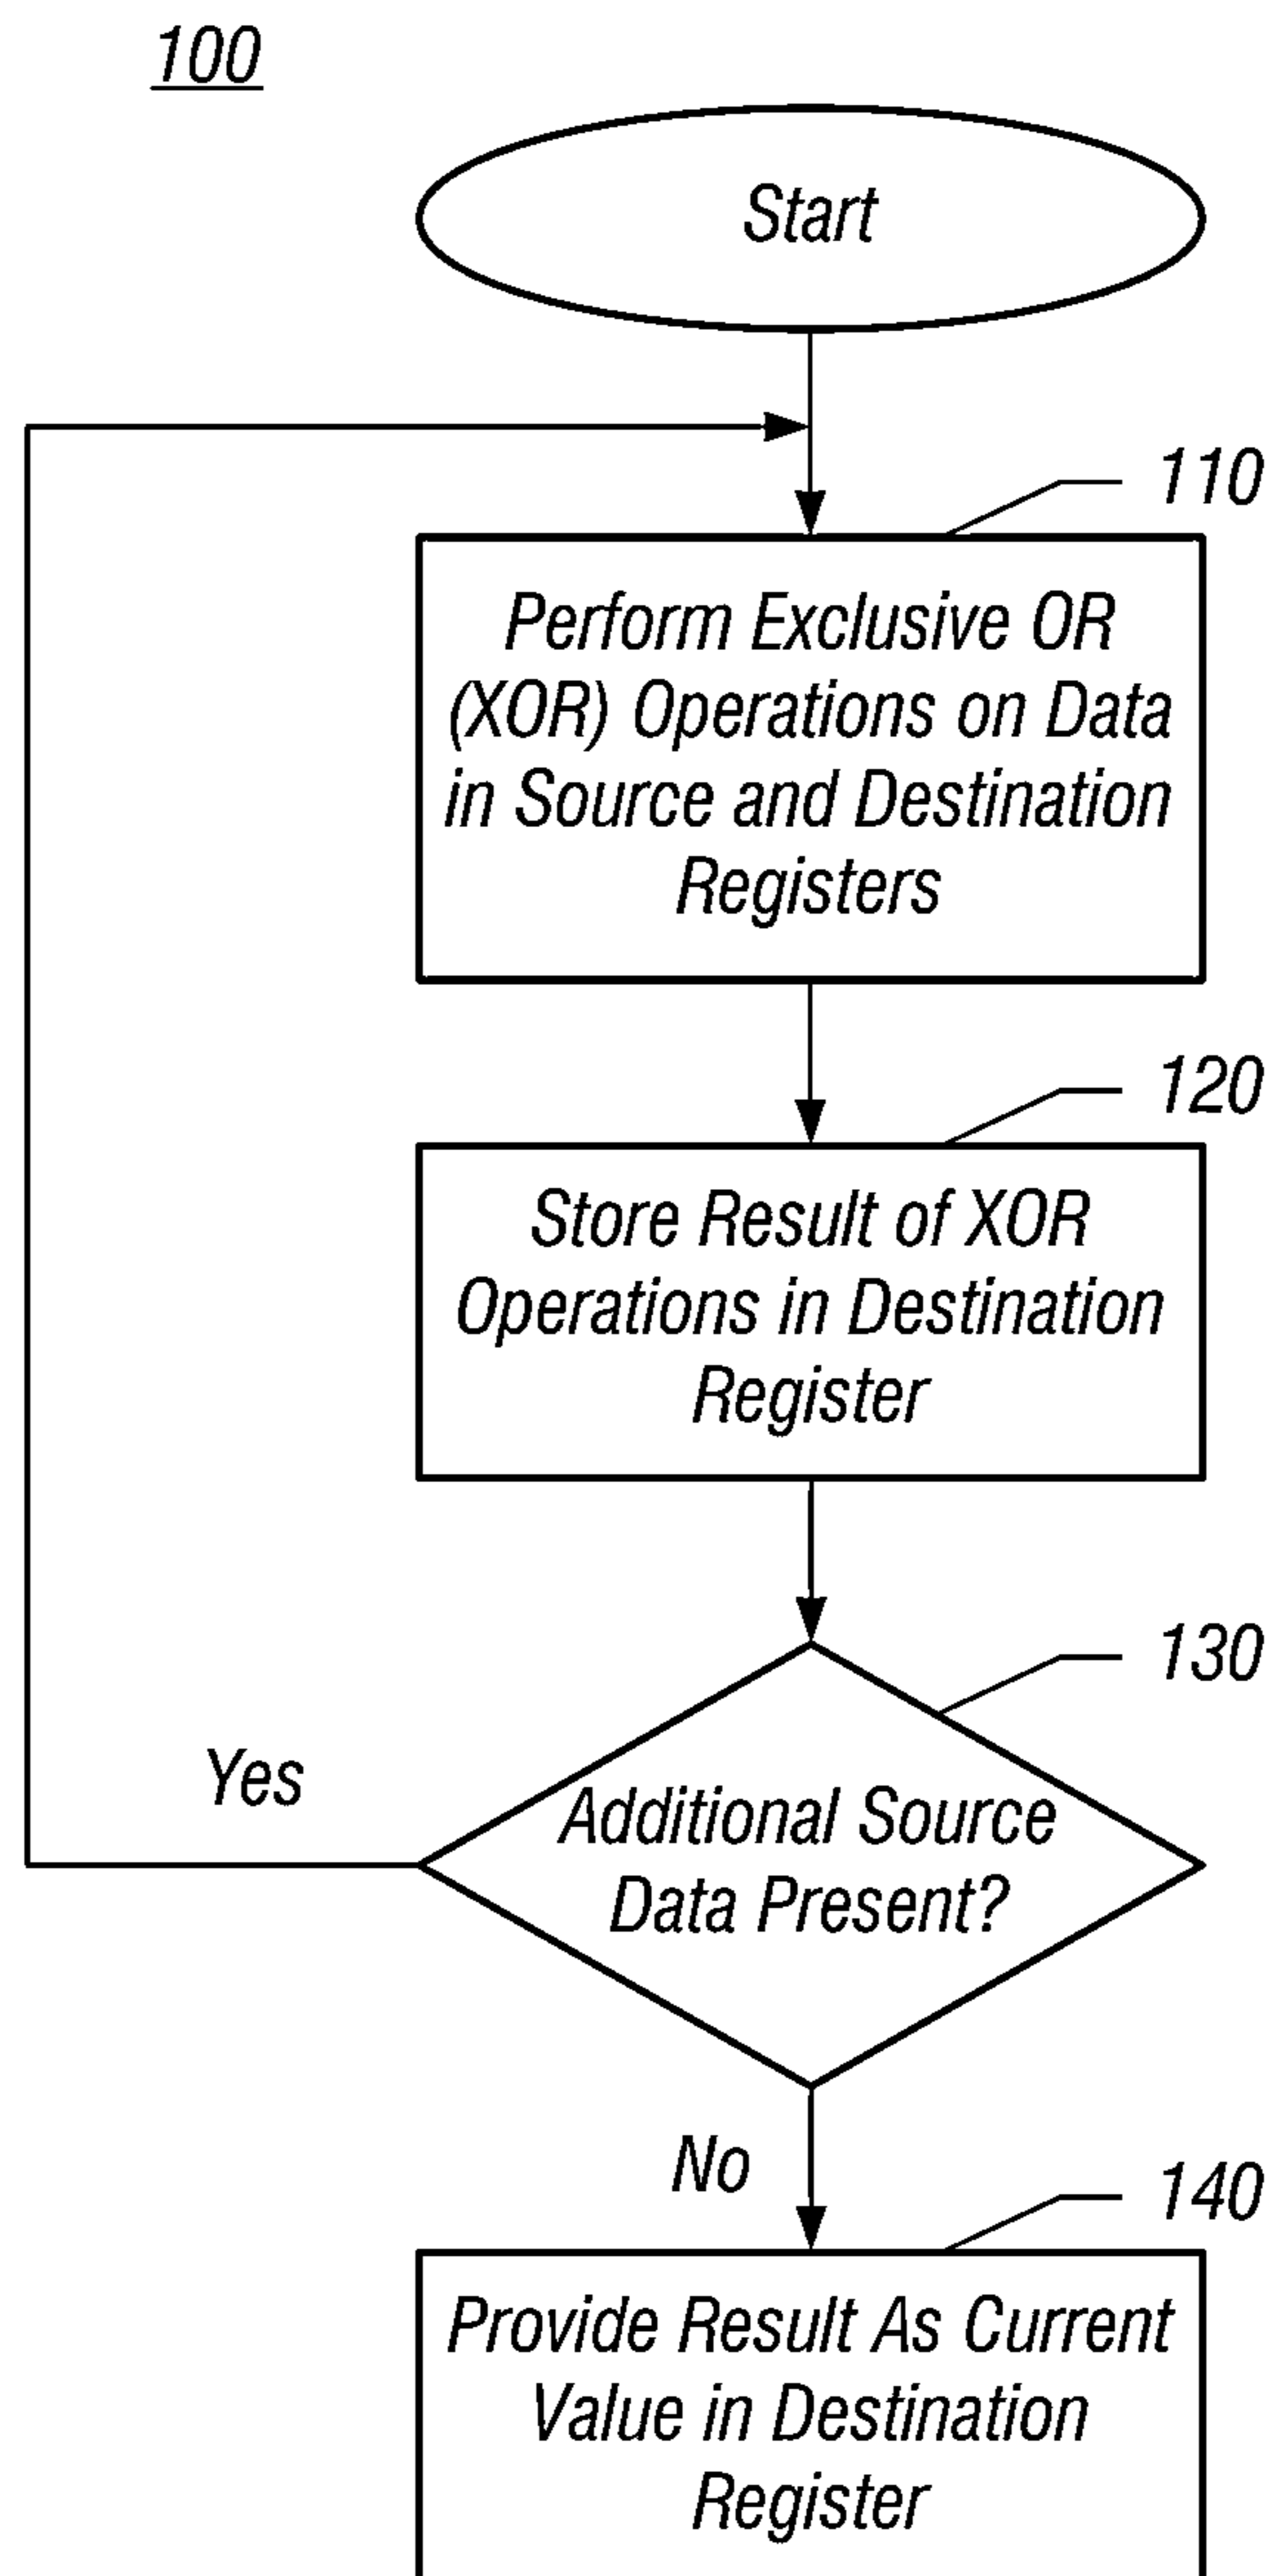 100
Start
110
Perform Exclusive OR
(XOR) Operations on Data
in Source and Destination
Registers
120
Store Result of XOR
Operations in Destination
Register
130
Yes
Additional Source
Data Present?
No
140
Provide Result As Current
Value in Destination
Register